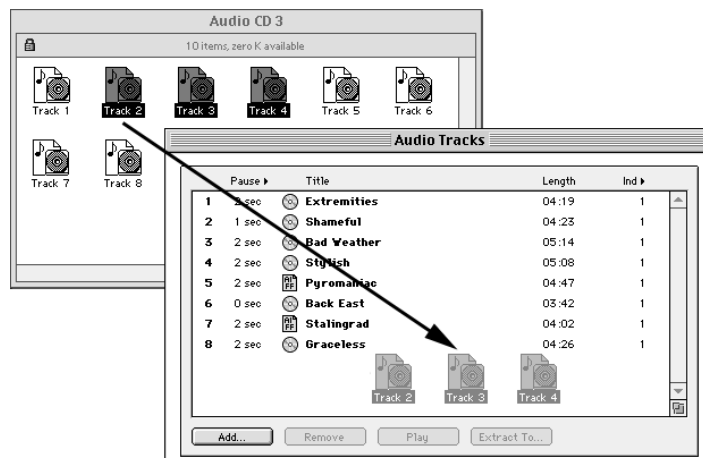 Audio CD 3
10 items, zero K available
Track 1 Track 2 Track 3 Track 4 Track 5 Track 6
Track 7 Track 8
Audio Tracks
Pause Title Length Ind
1 2 sec Extremities 04:19 1
2 1 sec Shameful 04:23 1
3 2 sec Bad Weather 05:14 1
4 2 sec Stylish 05:08 1
5 2 sec AIFF Pyromaniac 04:47 1
6 0 sec Back East 03:42 1
7 2 sec AIFF Stalingrad 04:02 1
8 2 sec Graceless 04:26 1
Track 2 Track 3 Track 4
Add... Remove Play Extract To...